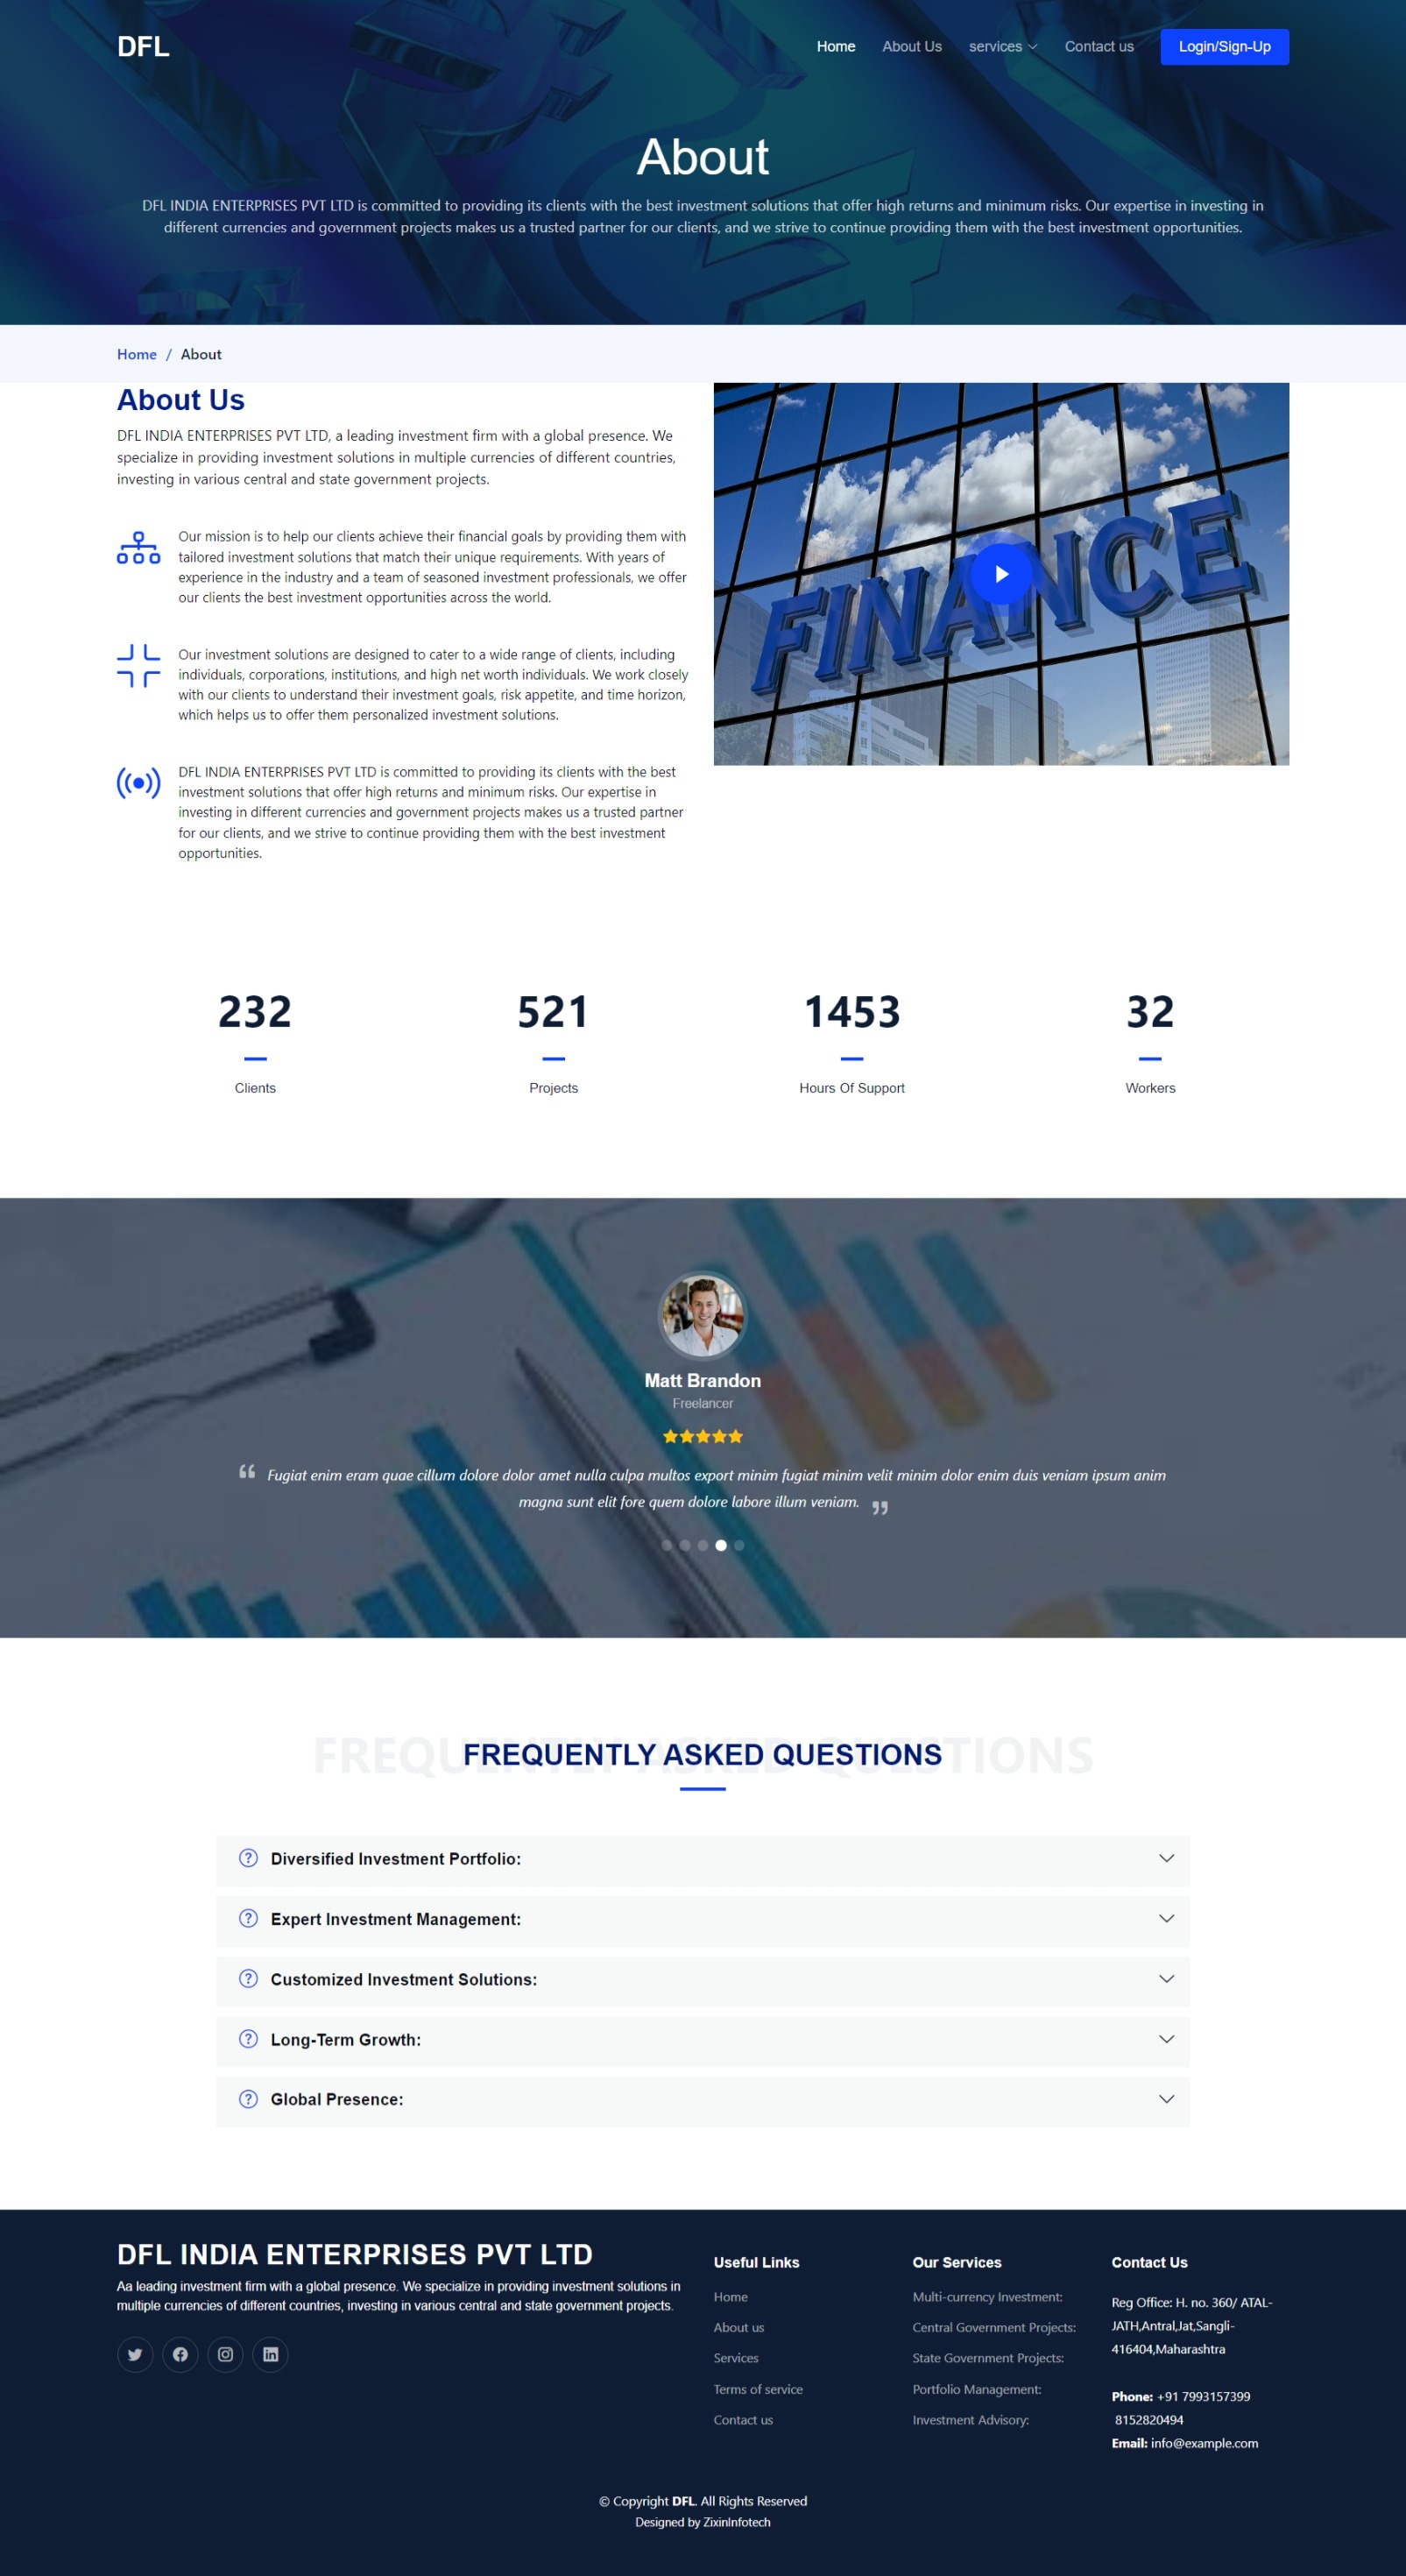 DFL
Home
About Us
services
Contact us
Login/Sign-Up
About
DFL INDIA ENTERPRISES PVT LTD is committed to providing its clients with the best investment solutions that offer high returns and minimum risks. Our expertise in investing in
different currencies and government projects makes us a trusted partner for our clients, and we strive to continue providing them with the best investment opportunities.
Home / About
About Us
DFL INDIA ENTERPRISES PVT LTD, a leading investment firm with a global presence. We
specialize in providing investment solutions in multiple currencies of different countries,
investing in various central and state government projects.
Our mission is to help our clients achieve their financial goals by providing them with
tailored investment solutions that match their unique requirements. With years of
experience in the industry and a team of seasoned investment professionals, we offer
our clients the best investment opportunities across the world.
Our investment solutions are designed to cater to a wide range of clients, including
individuals, corporations, institutions, and high net worth individuals. We work closely
with our clients to understand their investment goals, risk appetite, and time horizon,
which helps us to offer them personalized investment solutions.
DFL INDIA ENTERPRISES PVT LTD is committed to providing its clients with the best
investment solutions that offer high returns and minimum risks. Our expertise in
investing in different currencies and government projects makes us a trusted partner
for our clients, and we strive to continue providing them with the best investment
opportunities.
FINANCE
232
Clients
521
Projects
1453
Hours Of Support
32
Workers
Matt Brandon
Freelancer
“ Fugiat enim eram quae cillum dolore dolor amet nulla culpa multos export minim fugiat minim velit minim dolor enim duis veniam ipsum anim
magna sunt elit fore quem dolore labore illum veniam. ”
FREQUENTLY ASKED QUESTIONS
FREQUENTLY ASKED QUESTIONS
Diversified Investment Portfolio:
Expert Investment Management:
Customized Investment Solutions:
Long-Term Growth:
Global Presence:
DFL INDIA ENTERPRISES PVT LTD
Aa leading investment firm with a global presence. We specialize in providing investment solutions in
multiple currencies of different countries, investing in various central and state government projects.
Useful Links
Home
About us
Services
Terms of service
Contact us
Our Services
Multi-currency Investment:
Central Government Projects:
State Government Projects:
Portfolio Management:
Investment Advisory:
Contact Us
Reg Office: H. no. 360/ ATAL-
JATH,Antral,Jat,Sangli-
416404,Maharashtra
Phone: +91 7993157399
8152820494
Email: info@example.com
© Copyright DFL. All Rights Reserved
Designed by ZixinInfotech